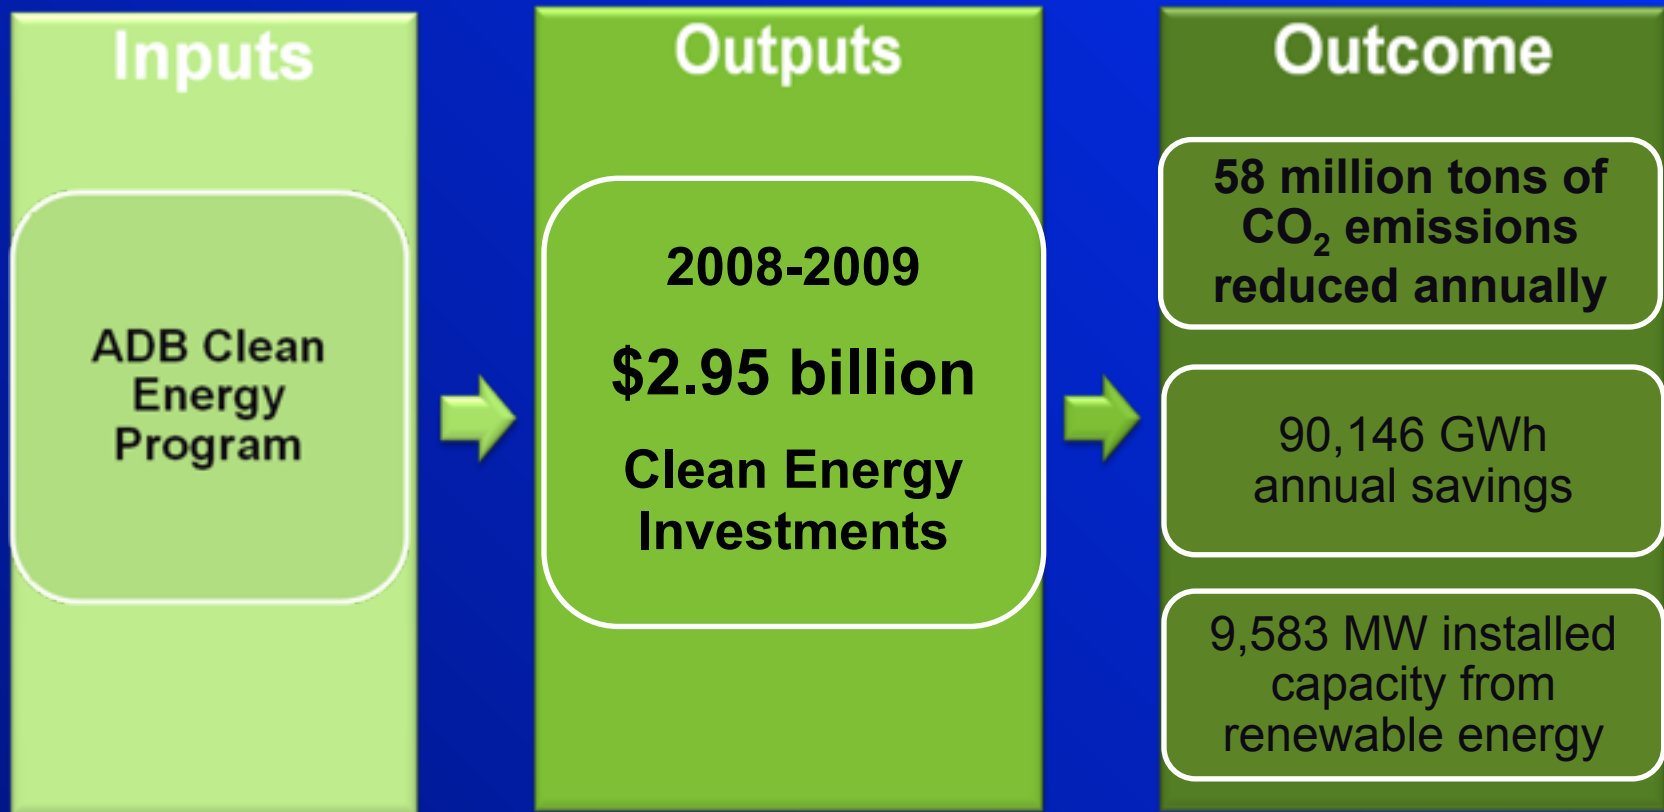 Inputs
ADB Clean
Energy
Program
Outputs
2008-2009
$2.95 billion
Clean Energy
Investments
Outcome
58 million tons of
CO₂ emissions
reduced annually
90,146 GWh
annual savings
9,583 MW installed
capacity from
renewable energy